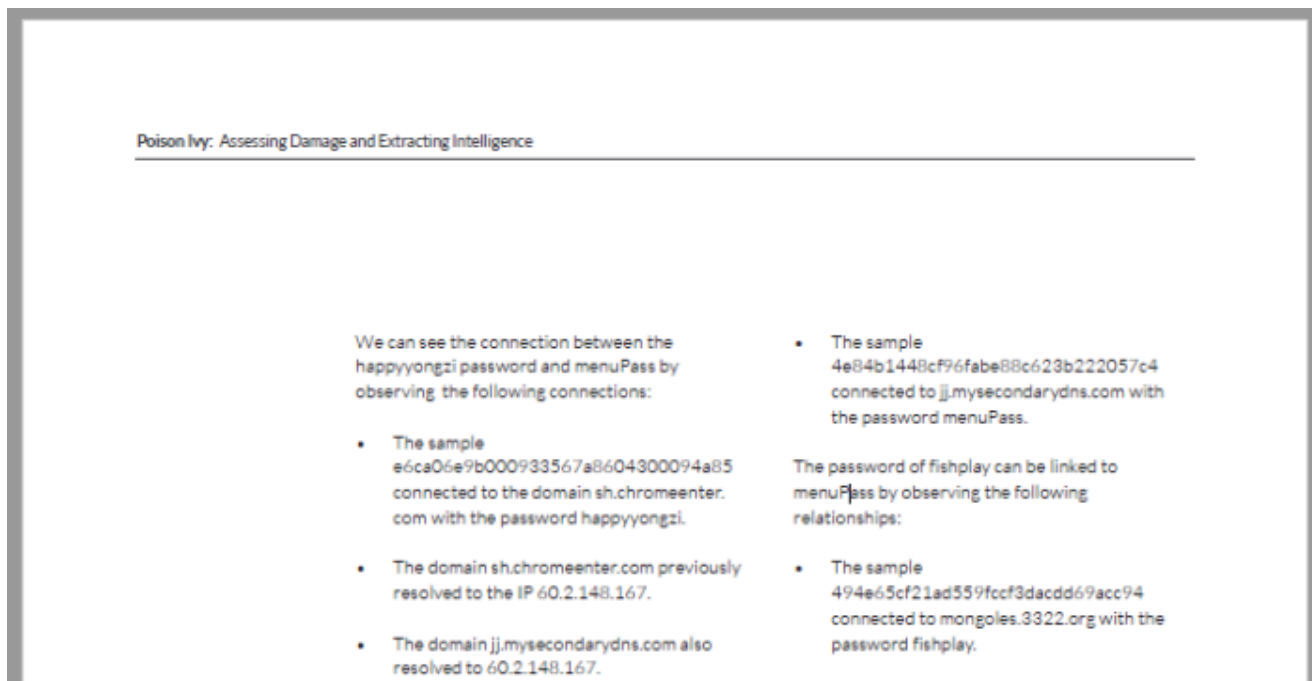 Poison Ivy: Assessing Damage and Extracting Intelligence
We can see the connection between the
happyyongzi password and menuPass by
observing the following connections:
• The sample
e6ca06e9b000933567a8604300094a85
connected to the domain sh.chromeenter.
com with the password happyyongzi.
• The domain sh.chromeenter.com previously
resolved to the IP 60.2.148.167.
• The domain jj.mysecondarydns.com also
resolved to 60.2.148.167.
• The sample
4e84b1448cf96fabe88c623b222057c4
connected to jj.mysecondarydns.com with
the password menuPass.
The password of fishplay can be linked to
menuPass by observing the following
relationships:
• The sample
494e65cf21ad559fccf3dacdd69acc94
connected to mongoles.3322.org with the
password fishplay.